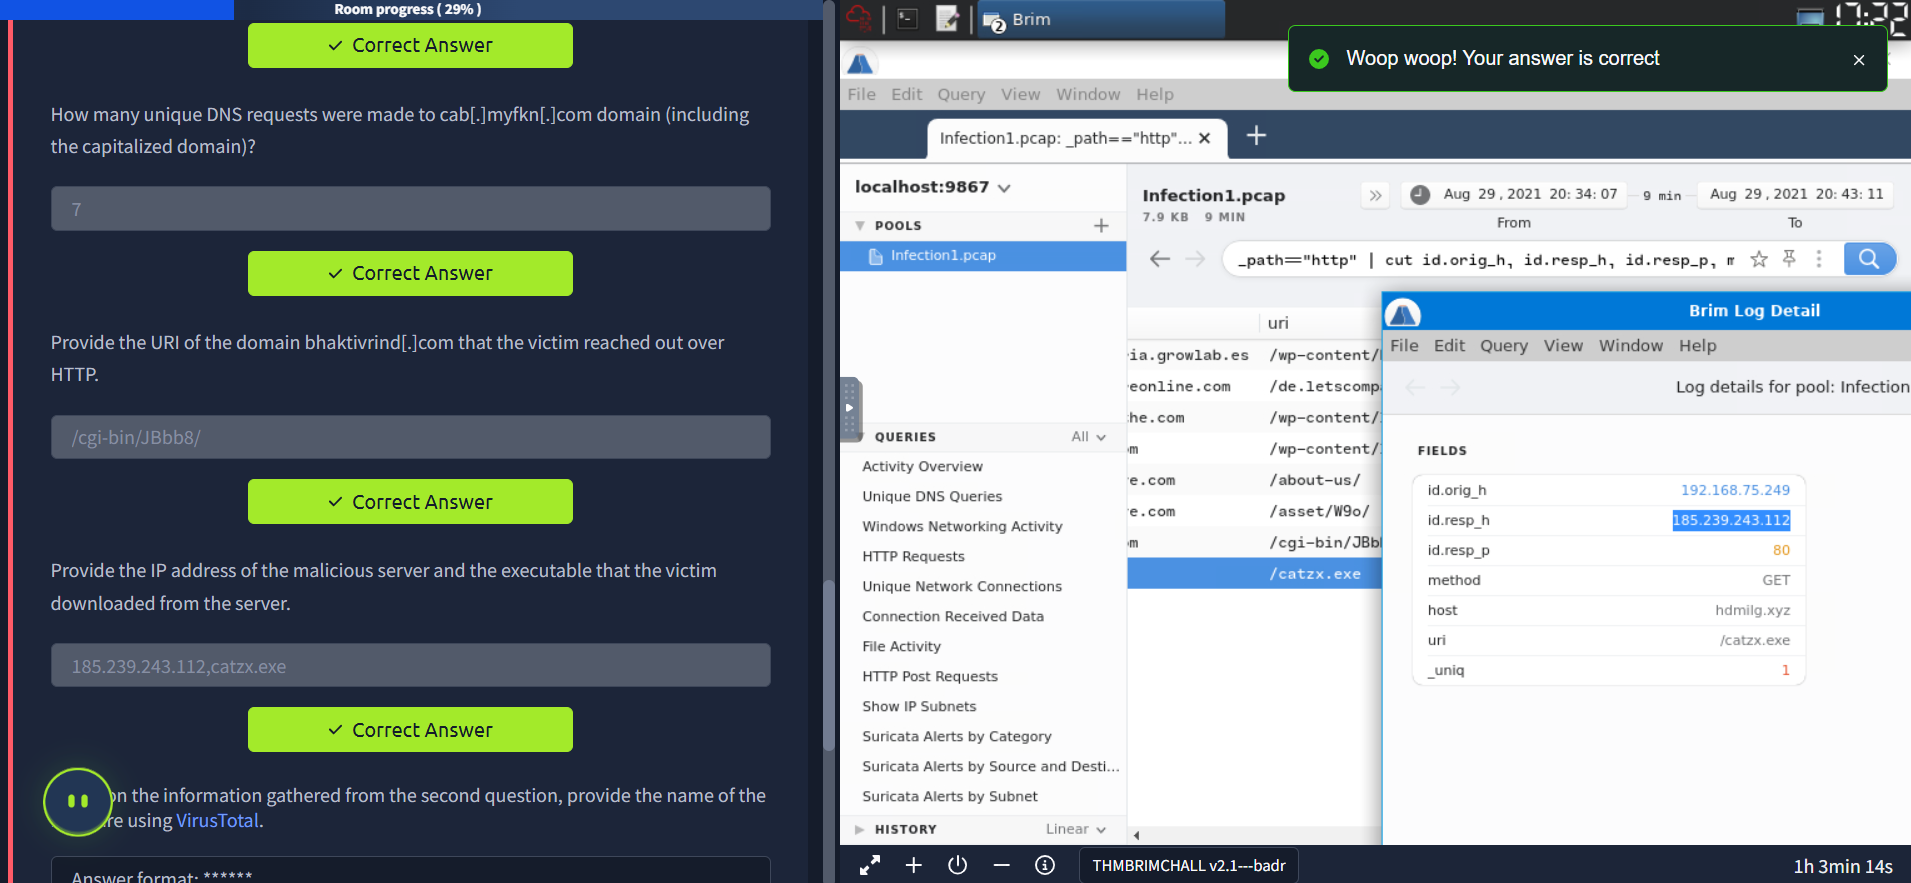 Room progress ( 29% )
✓ Correct Answer
How many unique DNS requests were made to cab[.]myfkn[.]com domain (including
the capitalized domain)?
7
✓ Correct Answer
Provide the URI of the domain bhaktivrind[.]com that the victim reached out over
HTTP.
/cgi-bin/JBbb8/
✓ Correct Answer
Provide the IP address of the malicious server and the executable that the victim
downloaded from the server.
185.239.243.112,catzx.exe
✓ Correct Answer
on the information gathered from the second question, provide the name of the
re using VirusTotal.
Answer format: ******
2 Brim
17:22
Woop woop! Your answer is correct ×
File Edit Query View Window Help
Infection1.pcap: _path=="http"... × +
localhost:9867
POOLS +
Infection1.pcap
QUERIES All
Activity Overview
Unique DNS Queries
Windows Networking Activity
HTTP Requests
Unique Network Connections
Connection Received Data
File Activity
HTTP Post Requests
Show IP Subnets
Suricata Alerts by Category
Suricata Alerts by Source and Desti...
Suricata Alerts by Subnet
HISTORY Linear
Infection1.pcap
7.9 KB 9 MIN
» Aug 29, 2021 20:34:07 9 min Aug 29, 2021 20:43:11
From To
_path=="http" | cut id.orig_h, id.resp_h, id.resp_p, m
uri
ia.growlab.es /wp-content/
eonline.com /de.letscomp
he.com /wp-content/
m /wp-content/
e.com /about-us/
e.com /asset/W9o/
m /cgi-bin/JBb
/catzx.exe
Brim Log Detail
File Edit Query View Window Help
Log details for pool: Infection
FIELDS
id.orig_h 192.168.75.249
id.resp_h 185.239.243.112
id.resp_p 80
method GET
host hdmilg.xyz
uri /catzx.exe
_uniq 1
THMBRIMCHALL v2.1---badr
1h 3min 14s